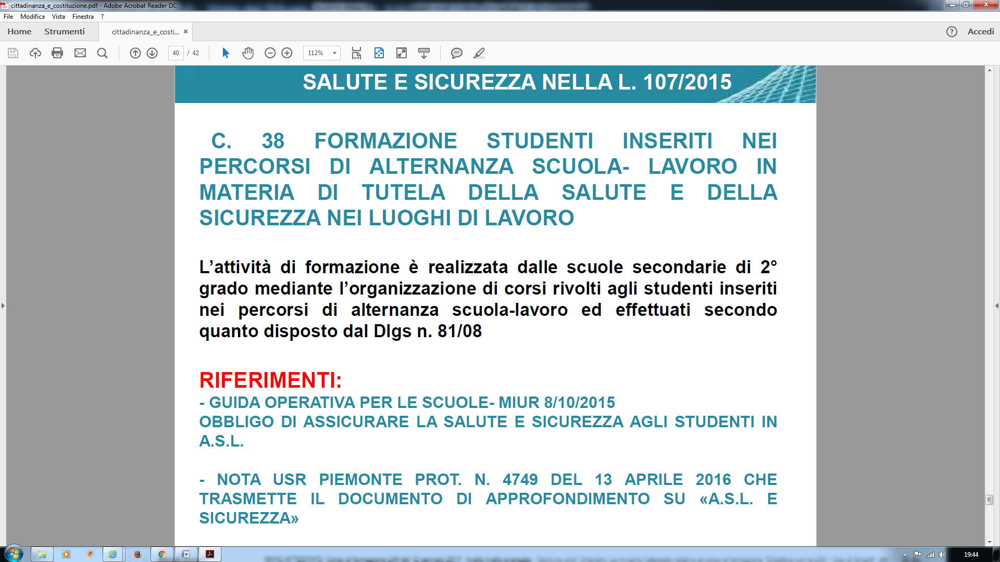 cittadinanza_e_costituzione.pdf - Adobe Acrobat Reader DC
File Modifica Vista Finestra ?
Home Strumenti cittadinanza_e_costi... × ? Accedi
40 / 42 112%
SALUTE E SICUREZZA NELLA L. 107/2015
C. 38 FORMAZIONE STUDENTI INSERITI NEI
PERCORSI DI ALTERNANZA SCUOLA- LAVORO IN
MATERIA DI TUTELA DELLA SALUTE E DELLA
SICUREZZA NEI LUOGHI DI LAVORO
L’attività di formazione è realizzata dalle scuole secondarie di 2°
grado mediante l’organizzazione di corsi rivolti agli studenti inseriti
nei percorsi di alternanza scuola-lavoro ed effettuati secondo
quanto disposto dal Dlgs n. 81/08
RIFERIMENTI:
- GUIDA OPERATIVA PER LE SCUOLE- MIUR 8/10/2015
OBBLIGO DI ASSICURARE LA SALUTE E SICUREZZA AGLI STUDENTI IN
A.S.L.
- NOTA USR PIEMONTE PROT. N. 4749 DEL 13 APRILE 2016 CHE
TRASMETTE IL DOCUMENTO DI APPROFONDIMENTO SU «A.S.L. E
SICUREZZA»
19:44